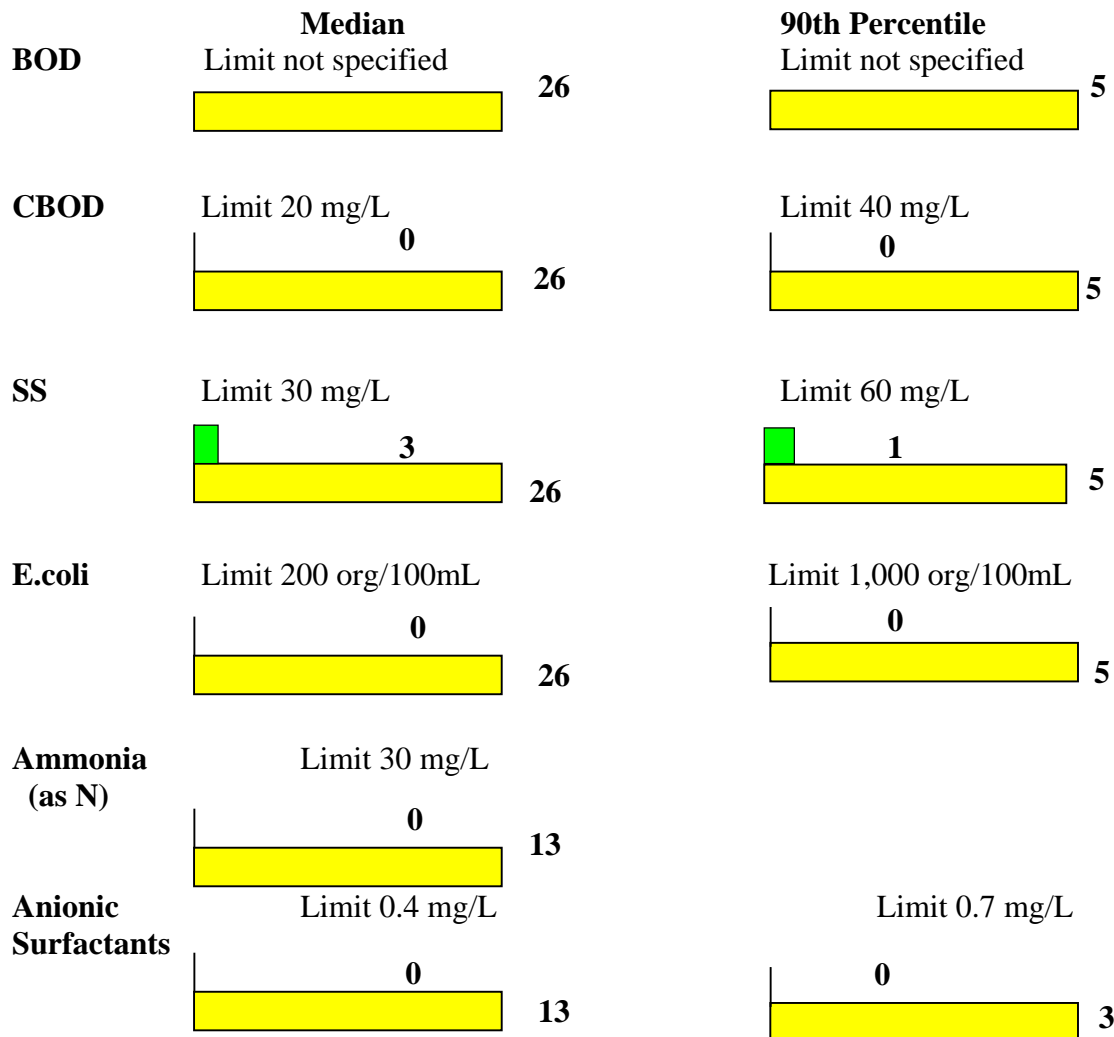 Median 90th Percentile
BOD Limit not specified Limit not specified
26 5
CBOD Limit 20 mg/L Limit 40 mg/L
0 0
26 5
SS Limit 30 mg/L Limit 60 mg/L
3 1
26 5
E.coli Limit 200 org/100mL Limit 1,000 org/100mL
0 0
26 5
Ammonia Limit 30 mg/L
(as N)
0
13
Anionic Limit 0.4 mg/L Limit 0.7 mg/L
Surfactants
0 0
13 3